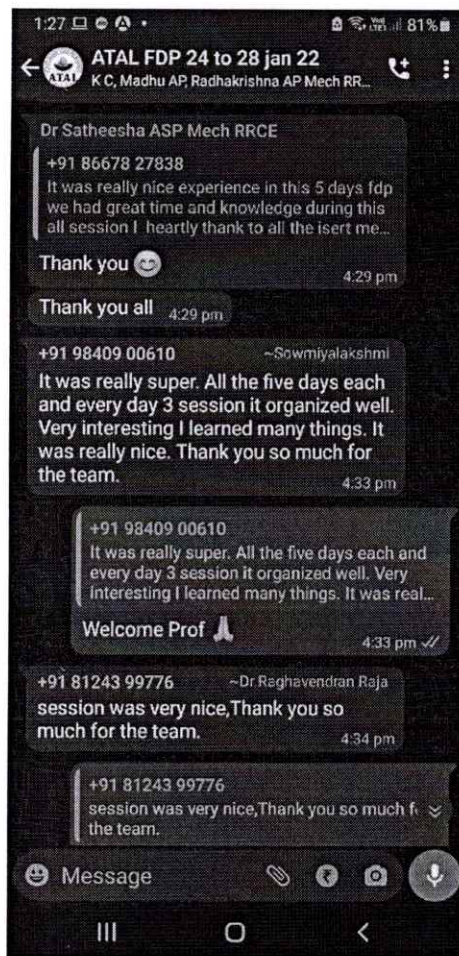 1:27 81%
ATAL FDP 24 to 28 jan 22
ATAL K C, Madhu AP, Radhakrishna AP Mech RR...
Dr Satheesha ASP Mech RRCE
+91 86678 27838
It was really nice experience in this 5 days fdp
we had great time and knowledge during this
all session I heartly thank to all the isert me...
Thank you 😊
4:29 pm
Thank you all 4:29 pm
+91 98409 00610 ~Sowmiyalakshmi
It was really super. All the five days each
and every day 3 session it organized well.
Very interesting I learned many things. It
was really nice. Thank you so much for
the team. 4:33 pm
+91 98409 00610
It was really super. All the five days each and
every day 3 session it organized well. Very
interesting I learned many things. It was real...
Welcome Prof 🙏
4:33 pm
+91 81243 99776 ~Dr.Raghavendran Raja
session was very nice,Thank you so
much for the team. 4:34 pm
+91 81243 99776
session was very nice,Thank you so much f
the team.
Message